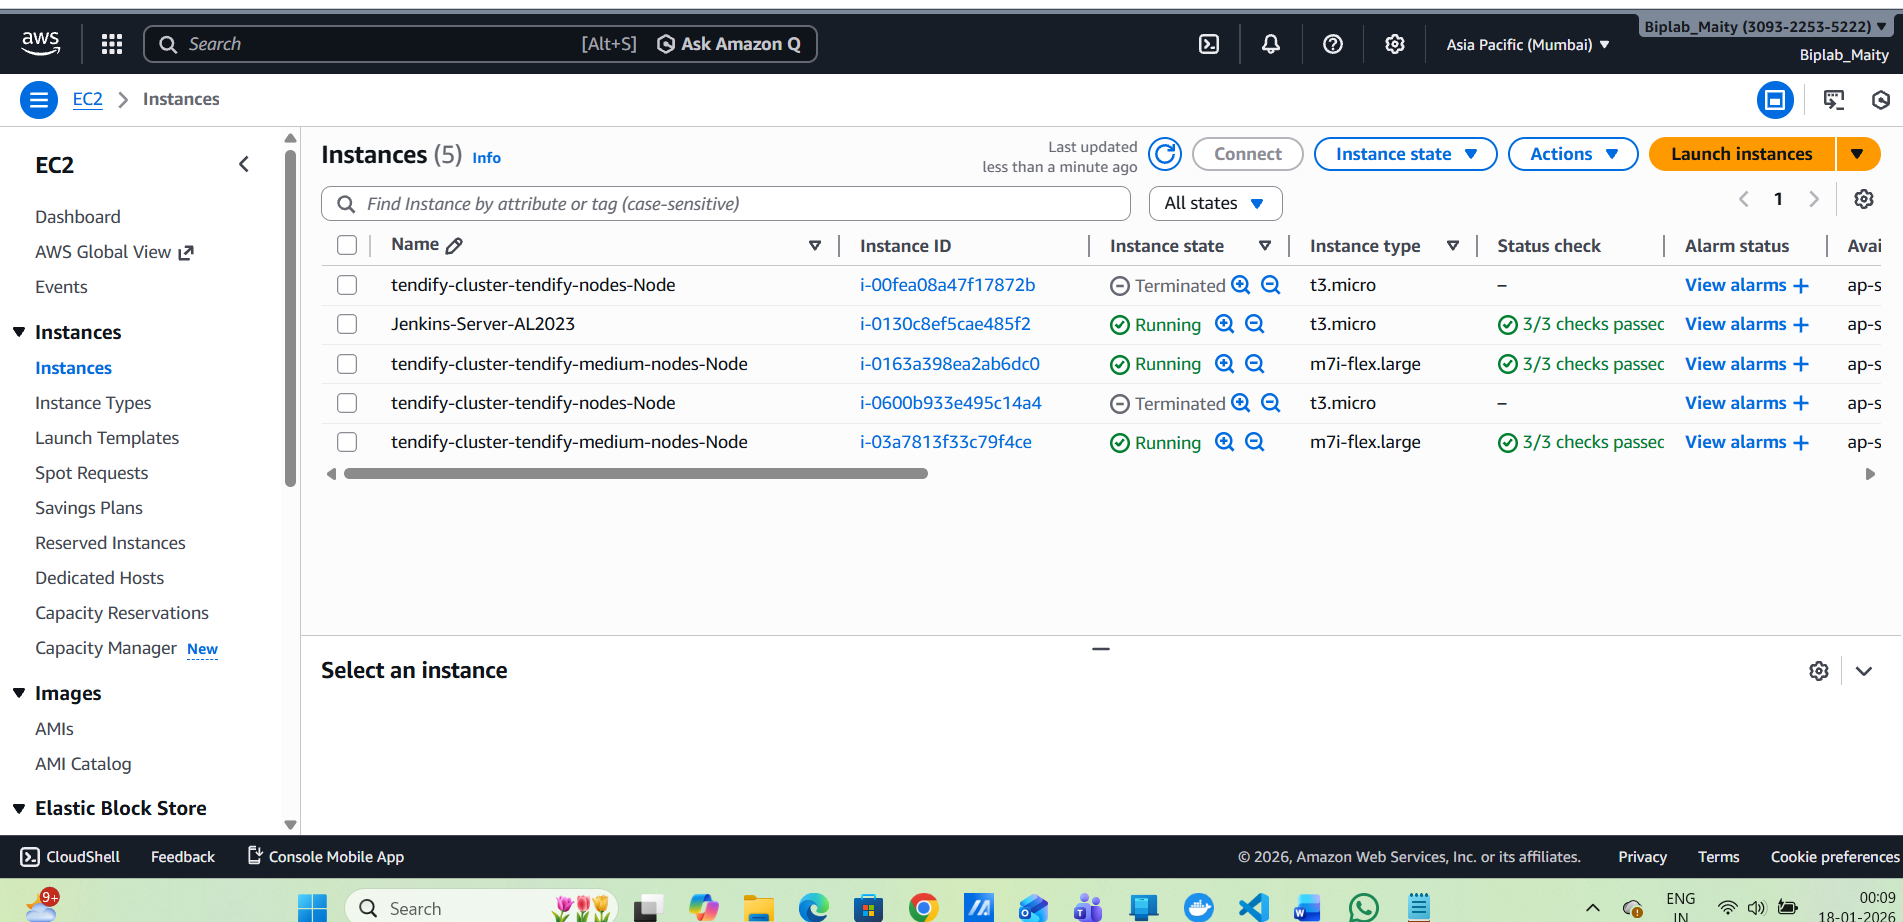 aws
Search [Alt+S] Ask Amazon Q
Asia Pacific (Mumbai)
Biplab_Maity (3093-2253-5222)
Biplab_Maity
EC2 Instances
EC2
Dashboard
AWS Global View
Events
Instances
Instances
Instance Types
Launch Templates
Spot Requests
Savings Plans
Reserved Instances
Dedicated Hosts
Capacity Reservations
Capacity Manager New
Images
AMIs
AMI Catalog
Elastic Block Store
Instances (5) Info
Last updated
less than a minute ago
Connect
Instance state
Actions
Launch instances
Find Instance by attribute or tag (case-sensitive)
All states
1
Name Instance ID Instance state Instance type Status check Alarm status Avai
tendify-cluster-tendify-nodes-Node i-00fea08a47f17872b Terminated t3.micro – View alarms + ap-s
Jenkins-Server-AL2023 i-0130c8ef5cae485f2 Running t3.micro 3/3 checks passed View alarms + ap-s
tendify-cluster-tendify-medium-nodes-Node i-0163a398ea2ab6dc0 Running m7i-flex.large 3/3 checks passed View alarms + ap-s
tendify-cluster-tendify-nodes-Node i-0600b933e495c14a4 Terminated t3.micro – View alarms + ap-s
tendify-cluster-tendify-medium-nodes-Node i-03a7813f33c79f4ce Running m7i-flex.large 3/3 checks passed View alarms + ap-s
Select an instance
CloudShell Feedback Console Mobile App
© 2026, Amazon Web Services, Inc. or its affiliates. Privacy Terms Cookie preferences
9+
Search
ENG
IN
00:09
18-01-2026